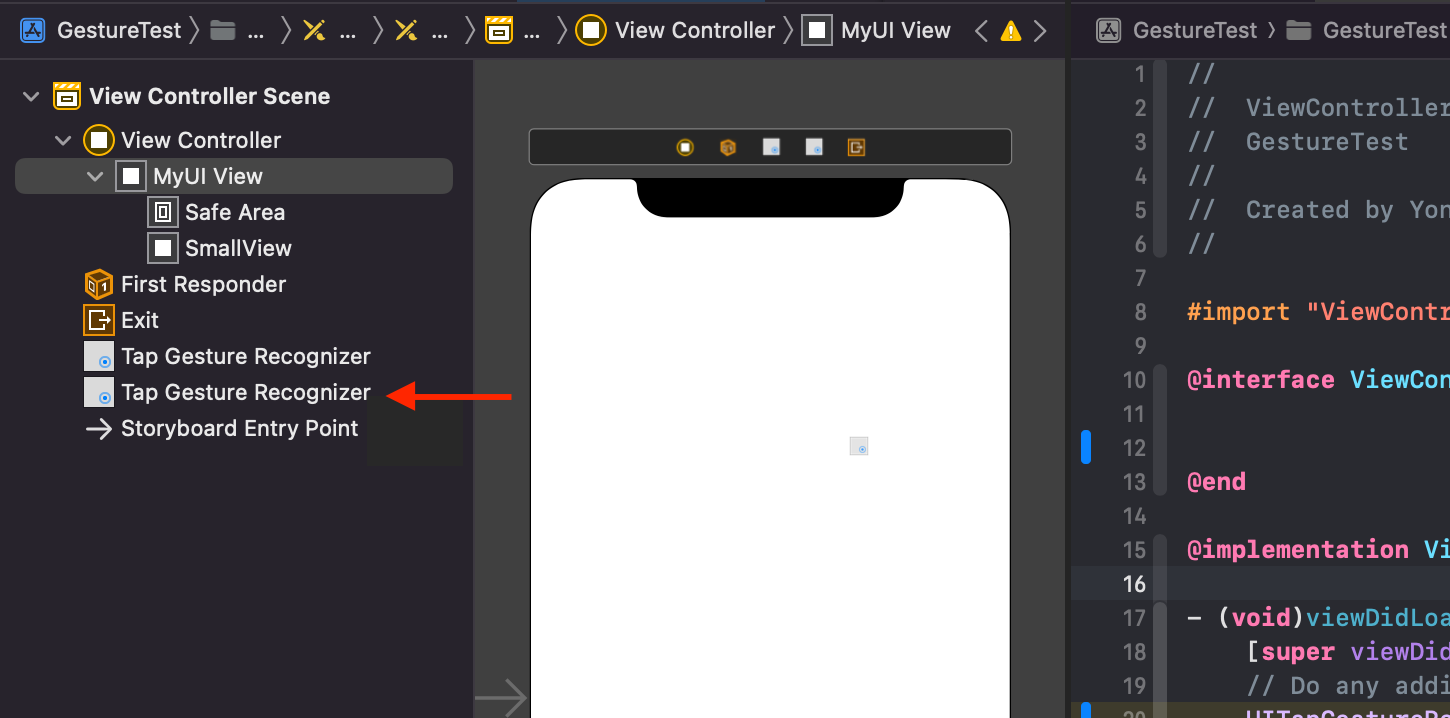 GestureTest ... ... ... ... View Controller MyUI View
View Controller Scene
View Controller
MyUI View
Safe Area
SmallView
First Responder
Exit
Tap Gesture Recognizer
Tap Gesture Recognizer
Storyboard Entry Point
GestureTest GestureTest
1 //
2 // ViewController
3 // GestureTest
4 //
5 // Created by Yon
6 //
7
8 #import "ViewContr
9
10 @interface ViewCon
11
12
13 @end
14
15 @implementation Vi
16
17 - (void)viewDidLoa
18 [super viewDid
19 // Do any addi
20 UITapGestureRe